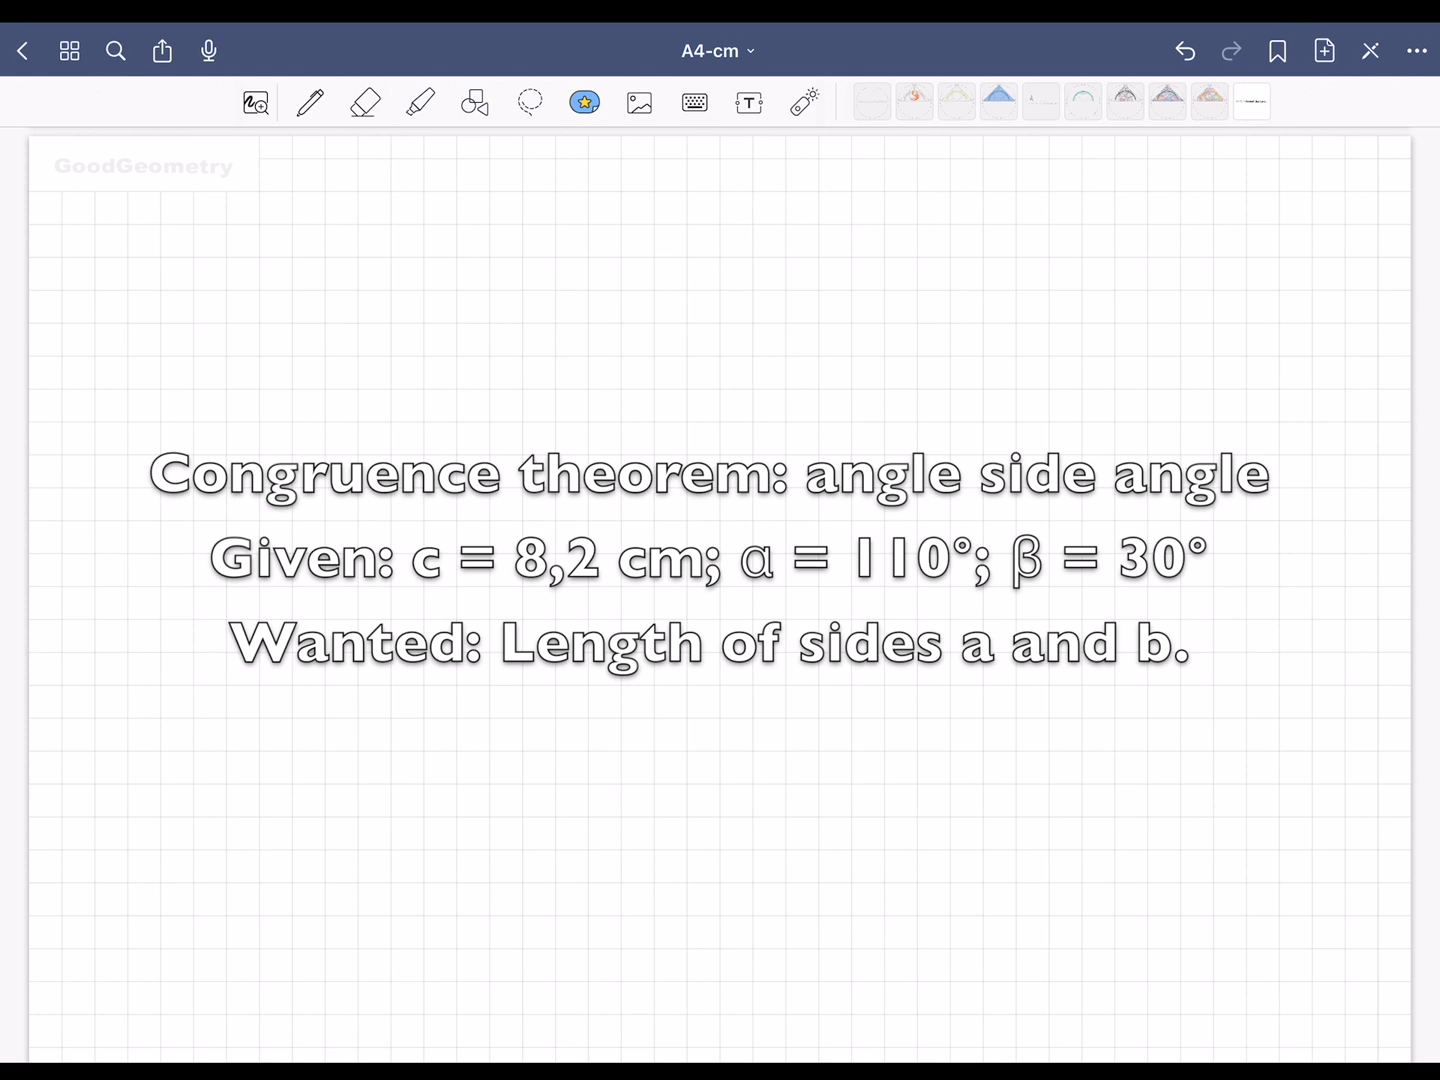 A4-cm
GoodGeometry
Congruence theorem: angle side angle
Given: c = 8,2 cm; α = 110°; β = 30°
Wanted: Length of sides a and b.